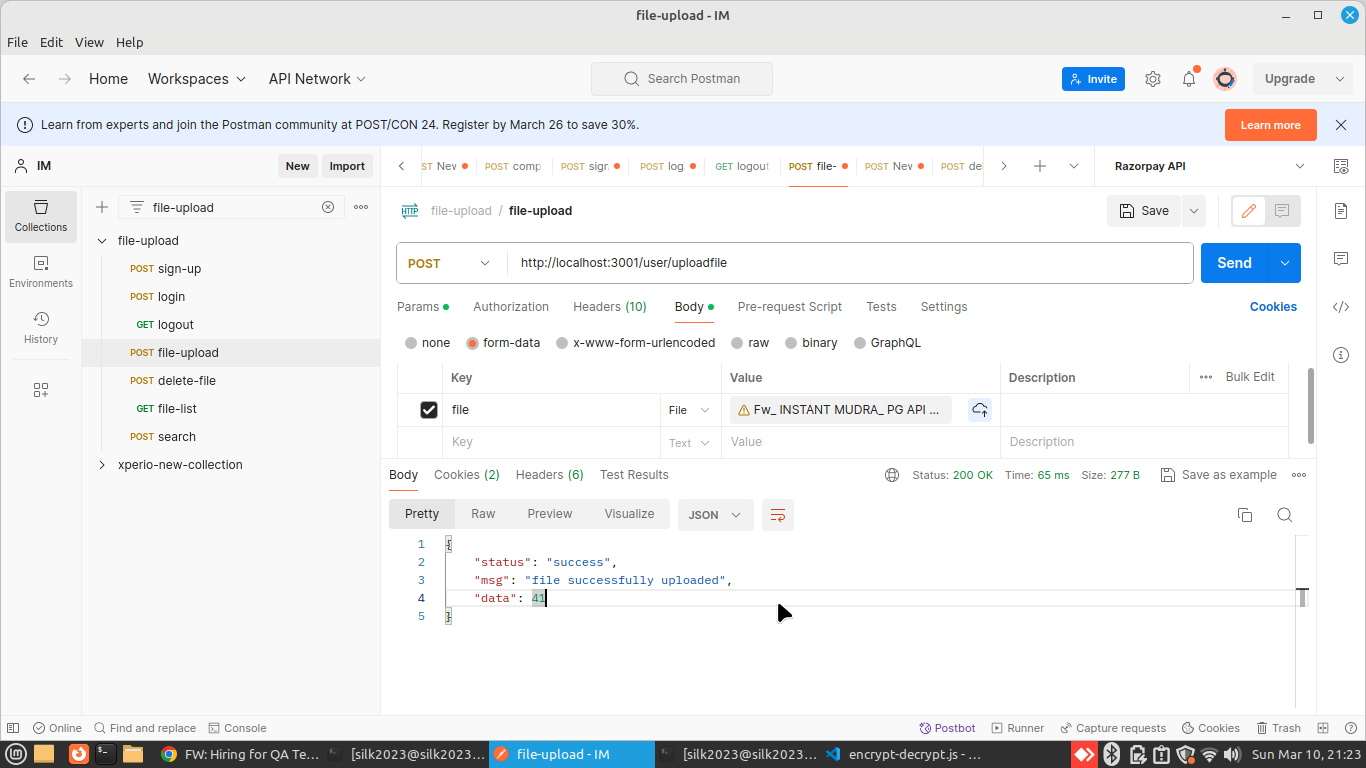 file-upload - IM
File Edit View Help
Home Workspaces API Network Search Postman Invite Upgrade
Learn from experts and join the Postman community at POST/CON 24. Register by March 26 to save 30%. Learn more
IM New Import
POST New POST comp POST sign POST log GET logout POST file- POST New POST del Razorpay API
Collections
Environments
History
file-upload
file-upload
POST sign-up
POST login
GET logout
POST file-upload
POST delete-file
GET file-list
POST search
xperio-new-collection
HTTP file-upload / file-upload Save
POST http://localhost:3001/user/uploadfile Send
Params Authorization Headers (10) Body Pre-request Script Tests Settings Cookies
none form-data x-www-form-urlencoded raw binary GraphQL
Key Value Description Bulk Edit
file File Fw_ INSTANT MUDRA_ PG API ...
Key Text Value Description
Body Cookies (2) Headers (6) Test Results Status: 200 OK Time: 65 ms Size: 277 B Save as example
Pretty Raw Preview Visualize JSON
1 {
2 "status": "success",
3 "msg": "file successfully uploaded",
4 "data": 41
5 }
Online Find and replace Console Postbot Runner Capture requests Cookies Trash
FW: Hiring for QA Te... [silk2023@silk2023... file-upload - IM [silk2023@silk2023... encrypt-decrypt.js - ... Sun Mar 10, 21:23